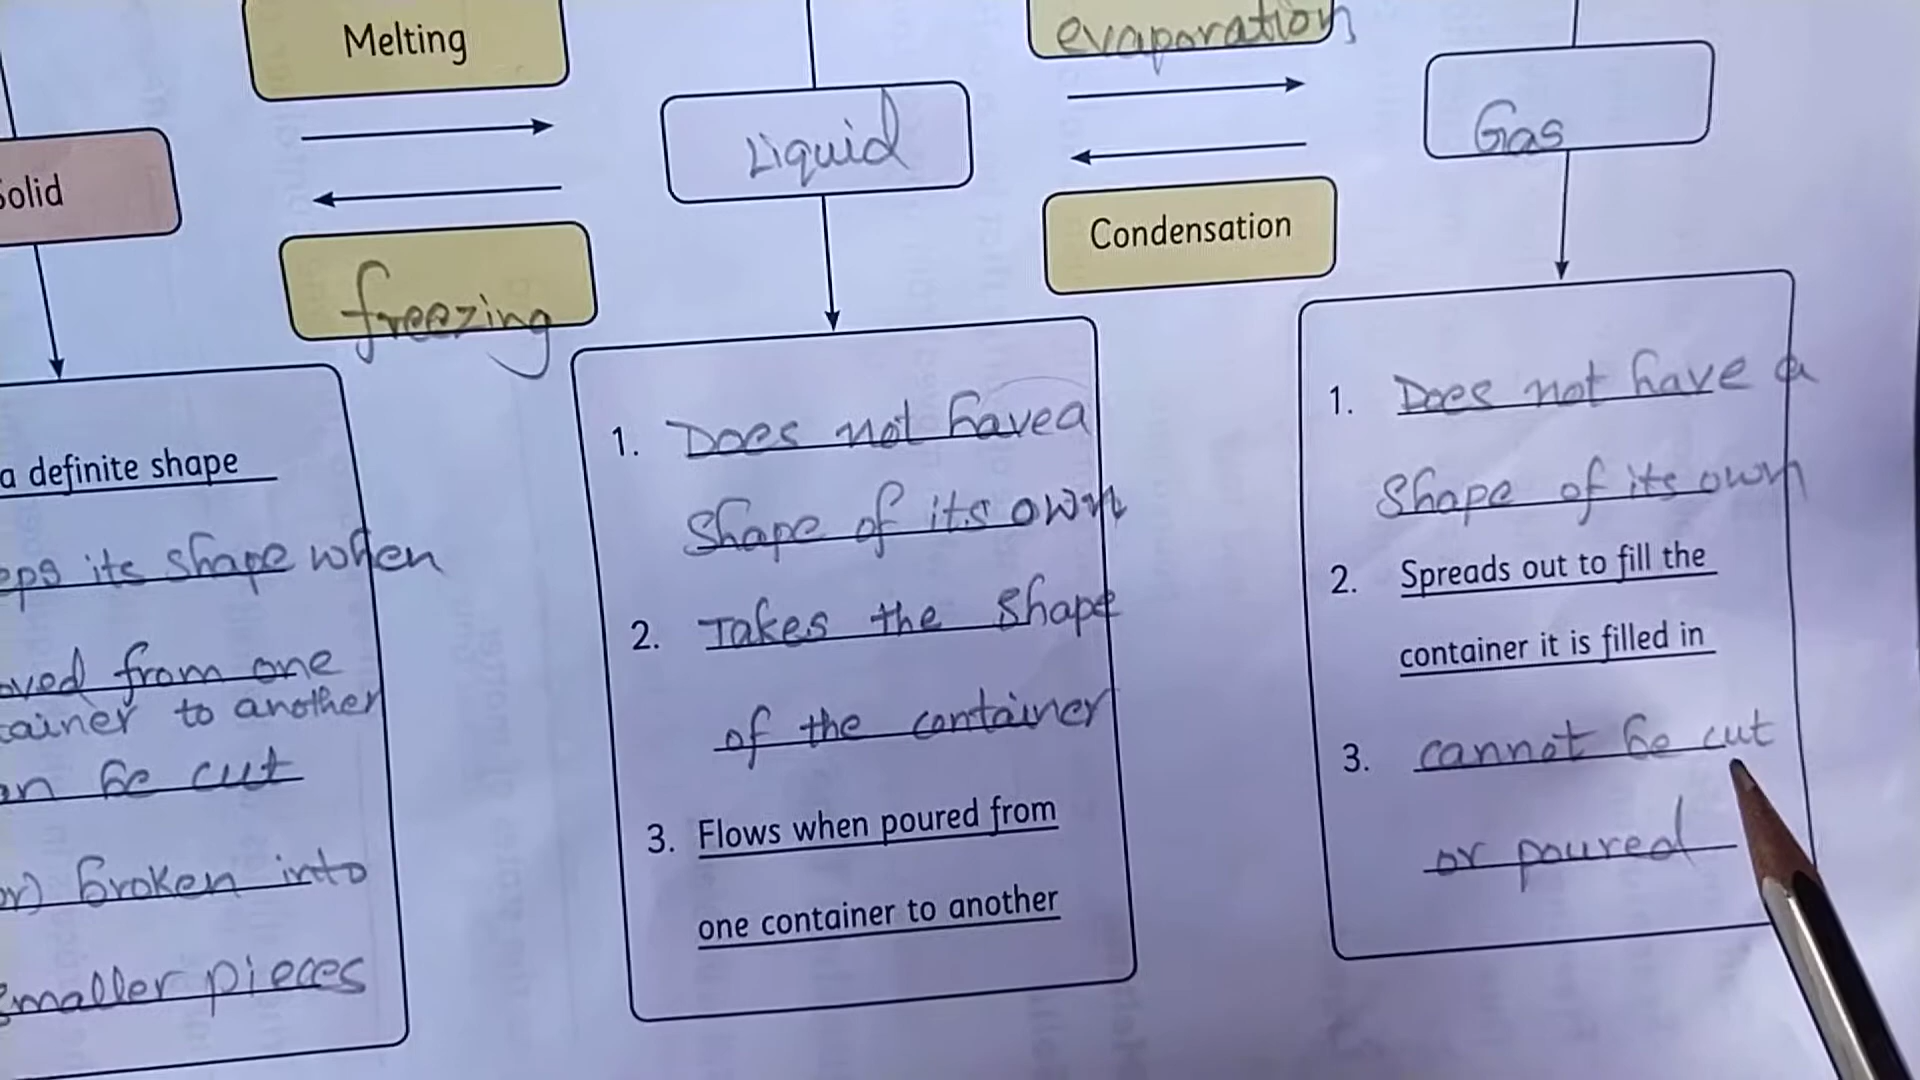 Melting
evaporation
Liquid
Gas
Solid
Condensation
freezing
a definite shape
its shape when
from one
to another
be cut
broken into
smaller pieces
1. Does not have a
shape of its own
2. Takes the shape
of the container
3. Flows when poured from
one container to another
1. Does not have a
shape of its own
2. Spreads out to fill the
container it is filled in
3. cannot be cut
or poured